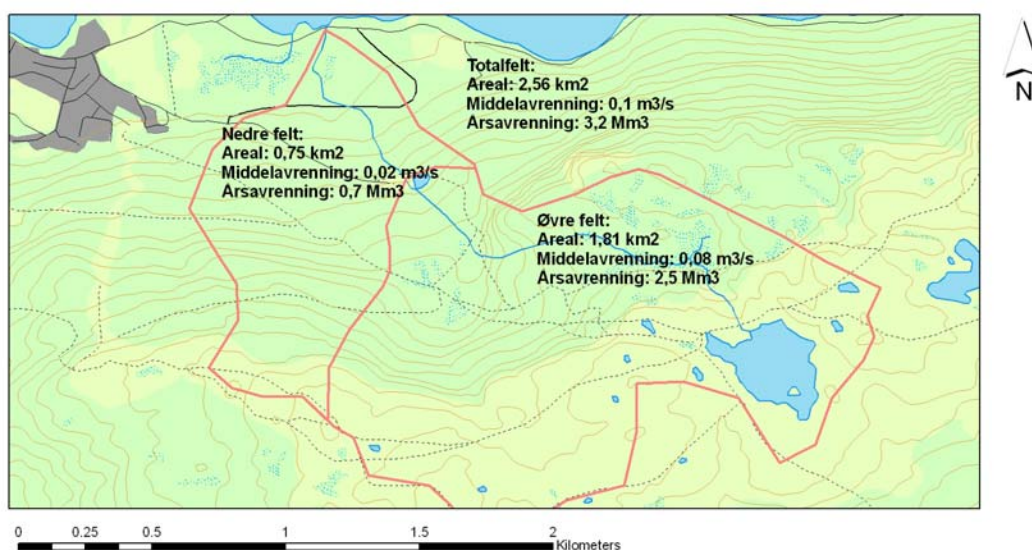 Totalfelt:
Areal: 2,56 km2
Middelavrenning: 0,1 m3/s
Årsavrenning: 3,2 Mm3
N
Nedre felt:
Areal: 0,75 km2
Middelavrenning: 0,02 m3/s
Årsavrenning: 0,7 Mm3
Øvre felt:
Areal: 1,81 km2
Middelavrenning: 0,08 m3/s
Årsavrenning: 2,5 Mm3
0 0.25 0.5 1 1.5 2
Kilometers